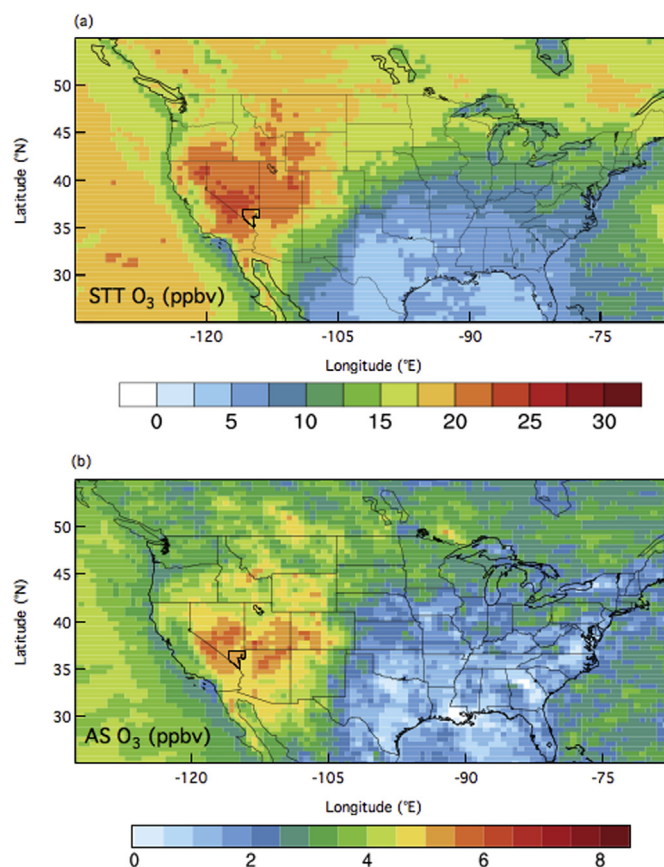 (a)
55
50
45
40
35
30
Latitude (°N)
STT O₃ (ppbv)
-120 -105 -90 -75
Longitude (°E)
0 5 10 15 20 25 30
(b)
50
45
40
35
30
Latitude (°N)
AS O₃ (ppbv)
-120 -105 -90 -75
Longitude (°E)
0 2 4 6 8